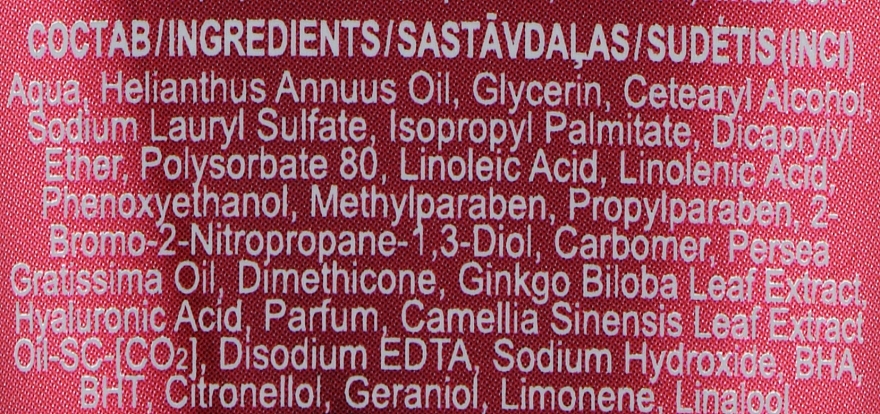 СОСТАВ/INGREDIENTS/SASTĀVDAĻAS/SUDĖTIS (INCI)
Aqua, Helianthus Annuus Oil, Glycerin, Cetearyl Alcohol,
Sodium Lauryl Sulfate, Isopropyl Palmitate, Dicaprylyl
Ether, Polysorbate 80, Linoleic Acid, Linolenic Acid,
Phenoxyethanol, Methylparaben, Propylparaben, 2-
Bromo-2-Nitropropane-1,3-Diol, Carbomer, Persea
Gratissima Oil, Dimethicone, Ginkgo Biloba Leaf Extract,
Hyaluronic Acid, Parfum, Camellia Sinensis Leaf Extract
Oil-SC-[CO₂], Disodium EDTA, Sodium Hydroxide, BHA,
BHT, Citronellol, Geraniol, Limonene, Linalool